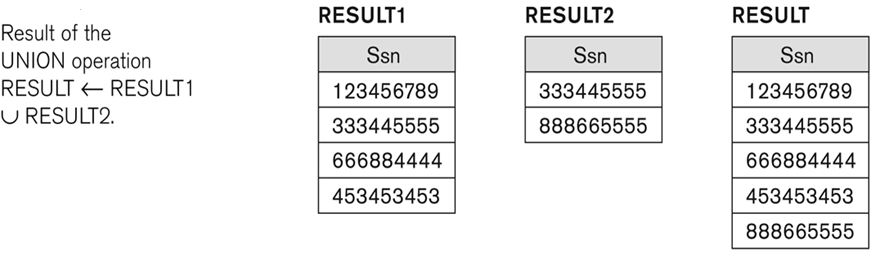 Result of the
UNION operation
RESULT ← RESULT1
∪ RESULT2.
RESULT1
Ssn
123456789
333445555
666884444
453453453
RESULT2
Ssn
333445555
888665555
RESULT
Ssn
123456789
333445555
666884444
453453453
888665555